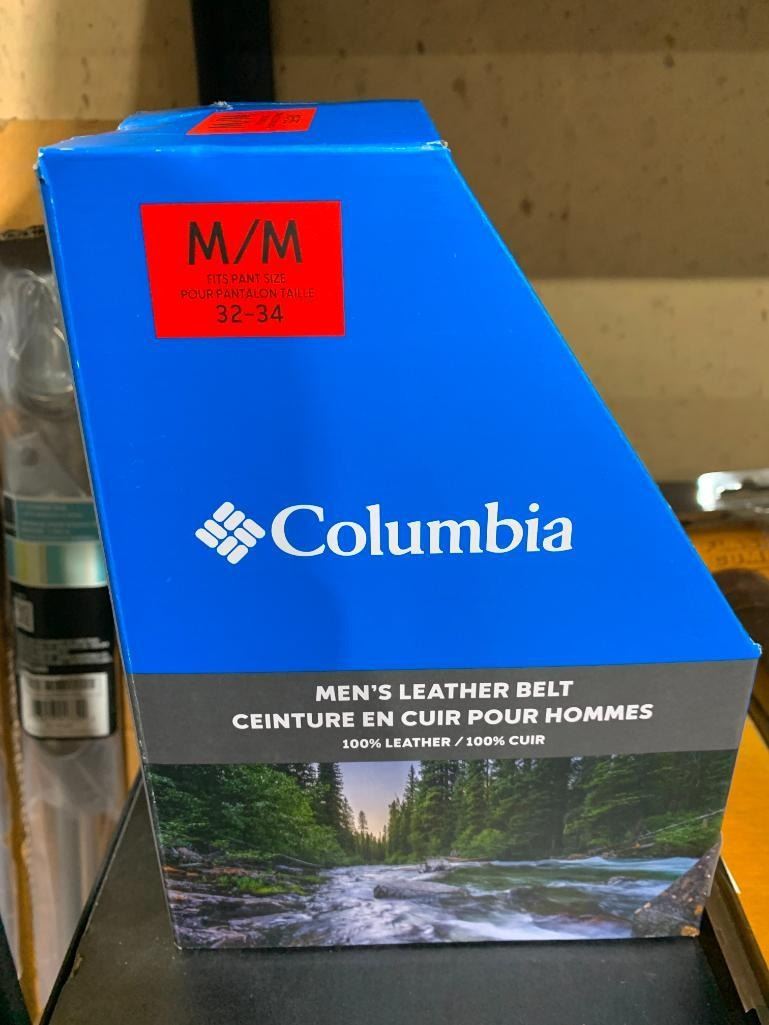 M/M
FITS PANT SIZE
POUR PANTALON TAILLE
32-34
Columbia
MEN'S LEATHER BELT
CEINTURE EN CUIR POUR HOMMES
100% LEATHER / 100% CUIR